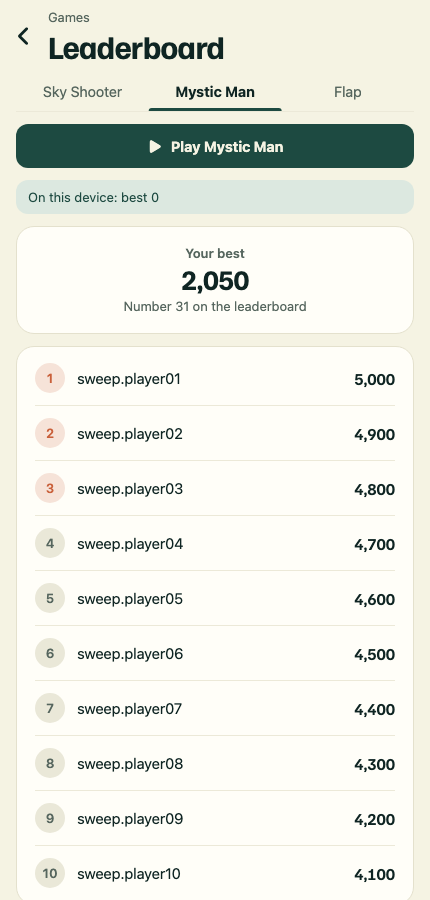 Games
Leaderboard
Sky Shooter
Mystic Man
Flap
Play Mystic Man
On this device: best 0
Your best
2,050
Number 31 on the leaderboard
1 sweep.player01 5,000
2 sweep.player02 4,900
3 sweep.player03 4,800
4 sweep.player04 4,700
5 sweep.player05 4,600
6 sweep.player06 4,500
7 sweep.player07 4,400
8 sweep.player08 4,300
9 sweep.player09 4,200
10 sweep.player10 4,100